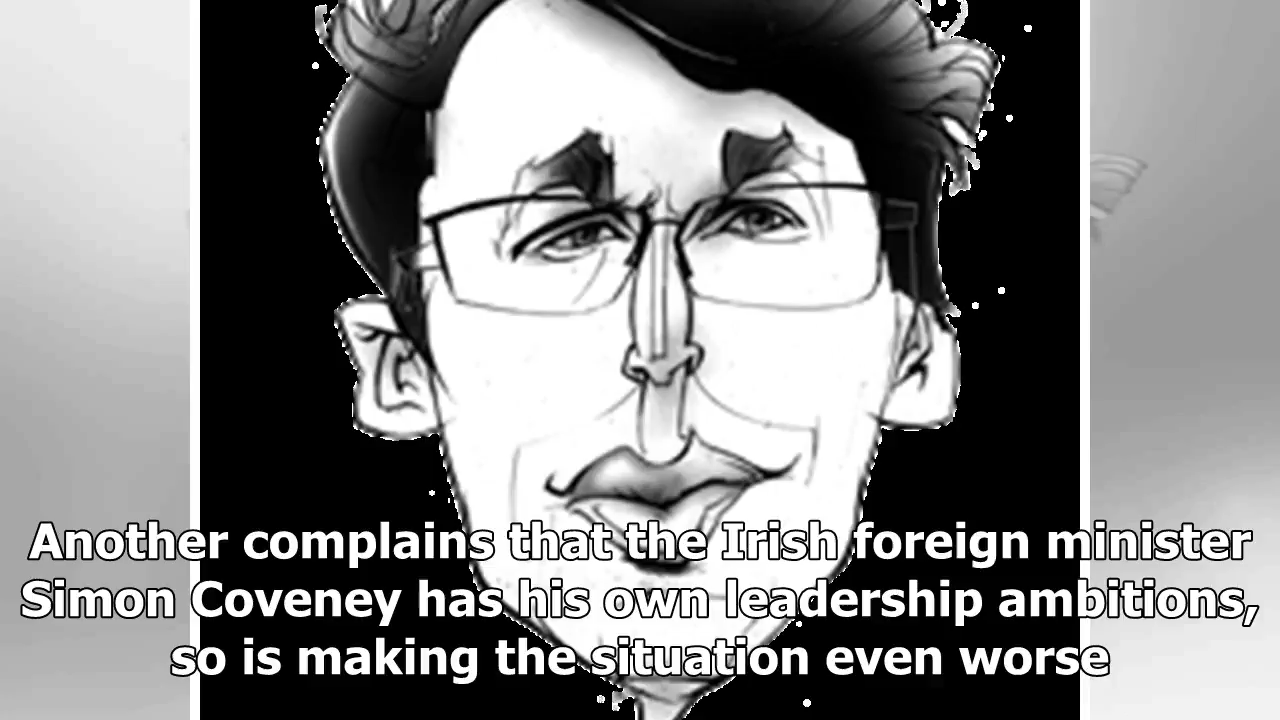 Another complains that the Irish foreign minister
Simon Coveney has his own leadership ambitions,
so is making the situation even worse